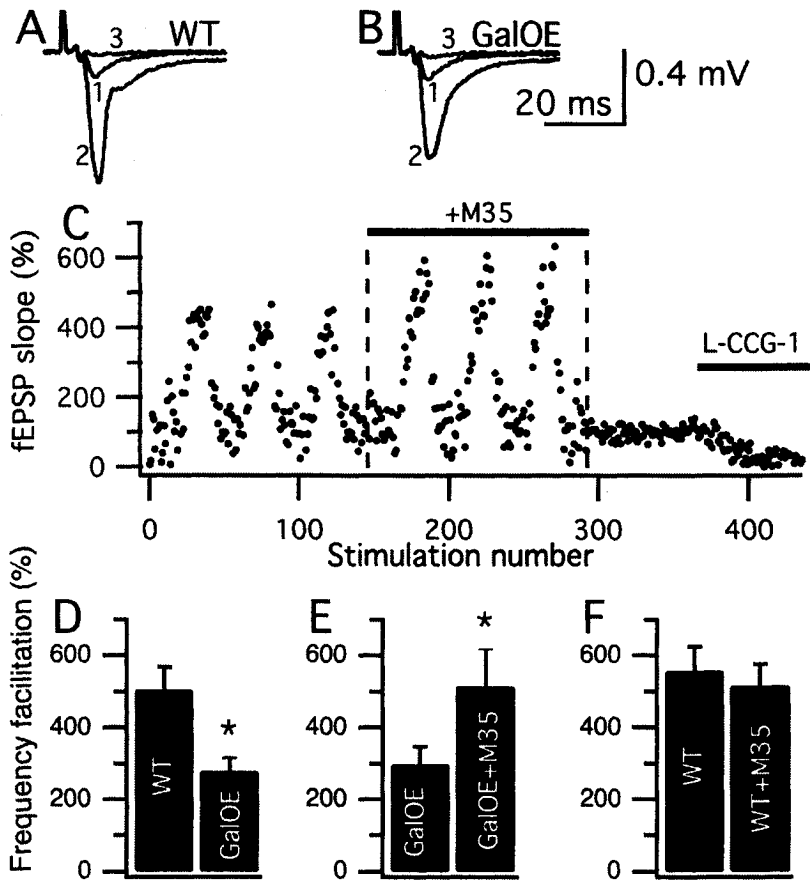 A WT
3
1
2
B GalOE
3
1
2
0.4 mV
20 ms
C
+M35
L-CCG-1
fEPSP slope (%)
600
400
200
0
0 100 200 300 400
Stimulation number
Frequency facilitation (%)
D
600
400
200
0
*
WT
GalOE
E
600
400
200
0
*
GalOE
GalOE+M35
F
600
400
200
0
WT
WT+M35